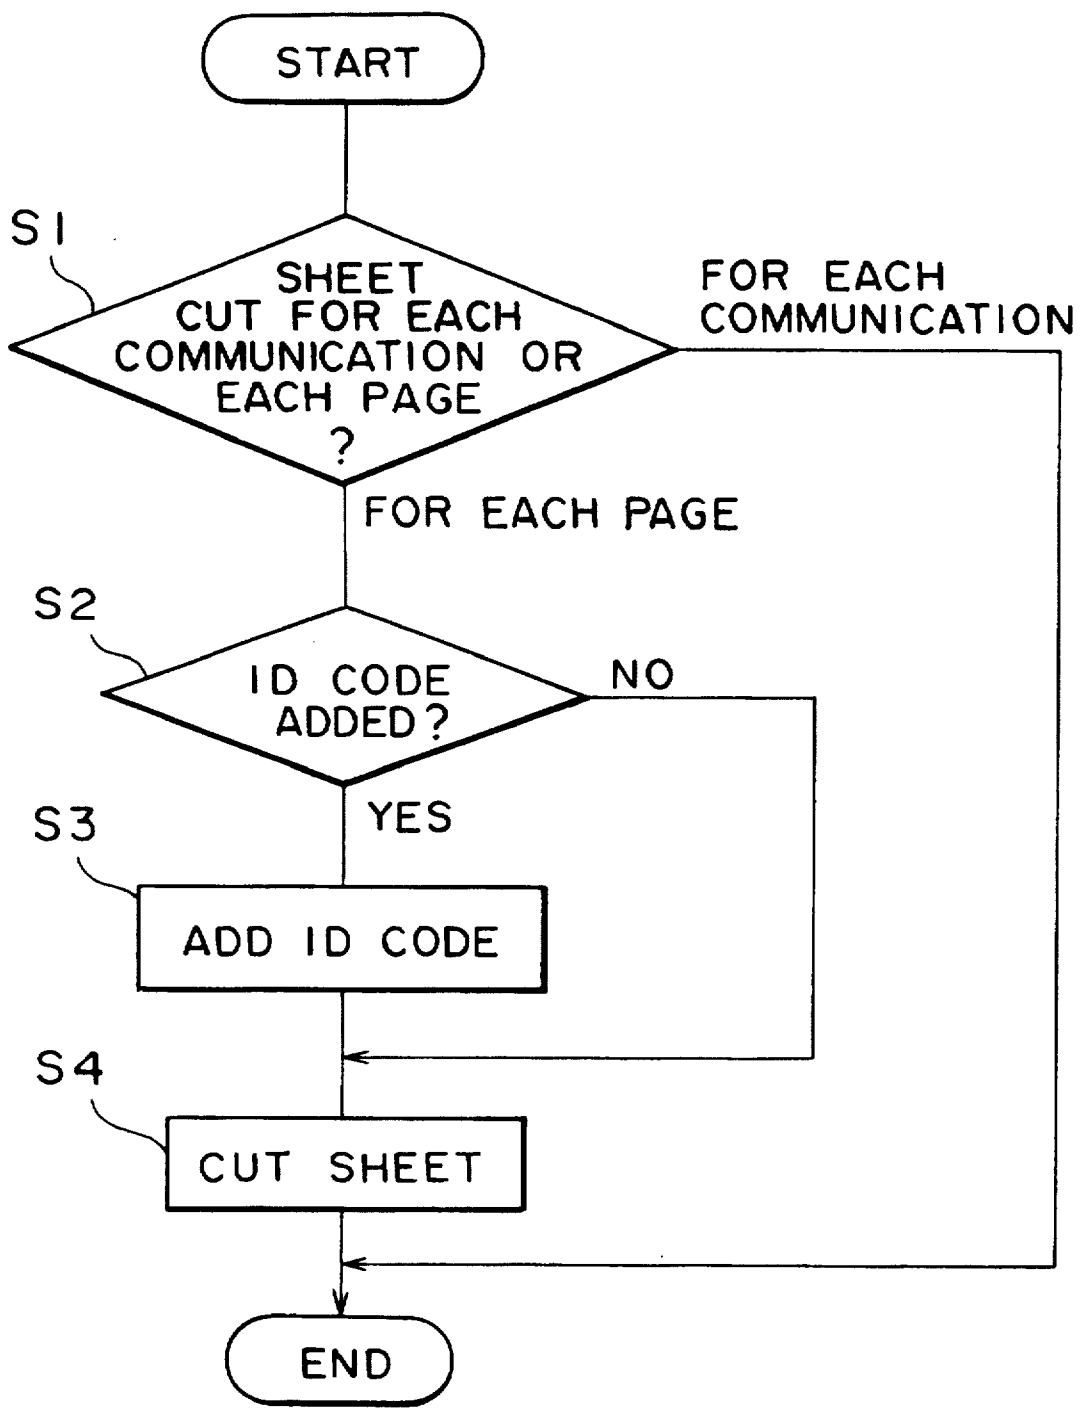 START
S1
SHEET
CUT FOR EACH
COMMUNICATION OR
EACH PAGE
?
FOR EACH
COMMUNICATION
FOR EACH PAGE
S2
ID CODE
ADDED?
NO
YES
S3
ADD ID CODE
S4
CUT SHEET
END